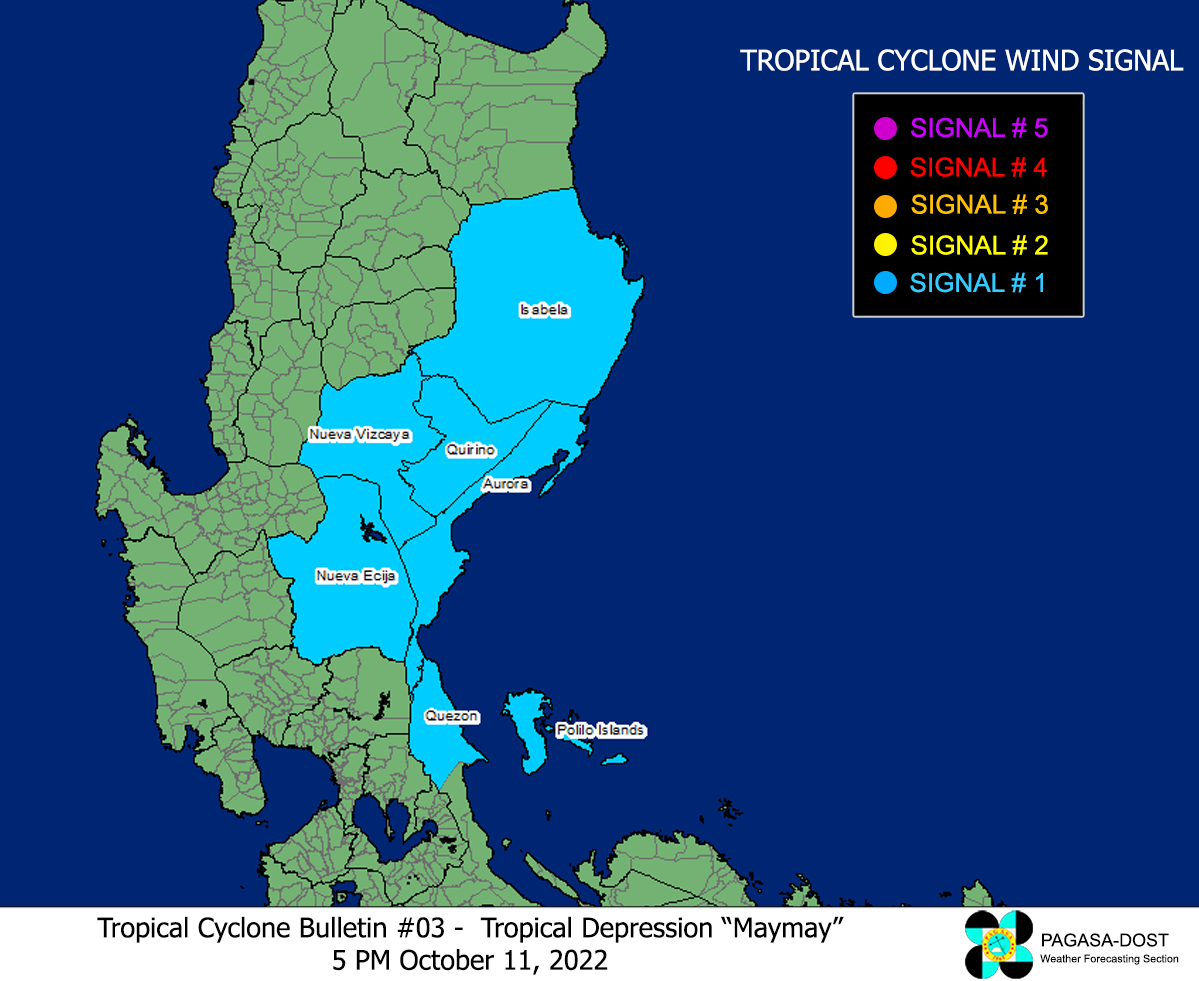 TROPICAL CYCLONE WIND SIGNAL
SIGNAL # 5
SIGNAL # 4
SIGNAL # 3
SIGNAL # 2
SIGNAL # 1
Isabela
Nueva Vizcaya
Quirino
Aurora
Nueva Ecija
Quezon
Polilo Islands
Tropical Cyclone Bulletin #03 - Tropical Depression “Maymay”
5 PM October 11, 2022
PAGASA-DOST
Weather Forecasting Section